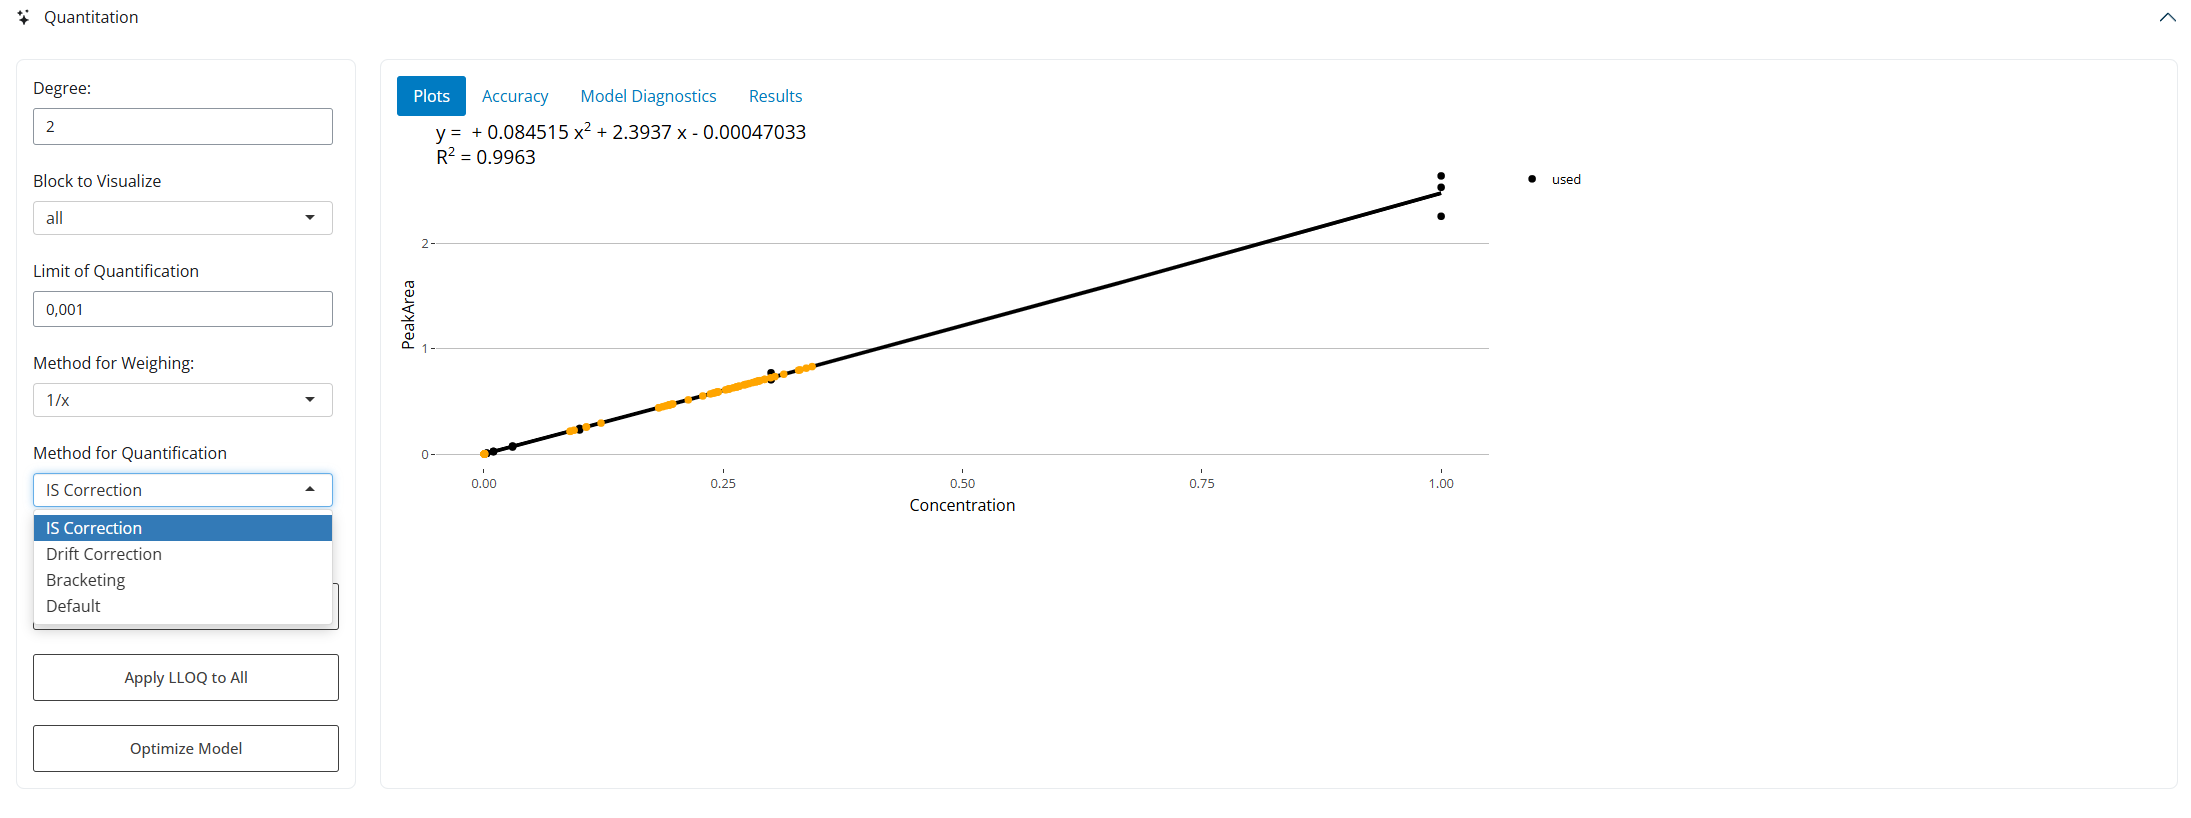 Quantitation
Degree:
2
Block to Visualize
all
Limit of Quantification
0,001
Method for Weighing:
1/x
Method for Quantification
IS Correction
IS Correction
Drift Correction
Bracketing
Default
Apply LLOQ to All
Optimize Model
Plots Accuracy Model Diagnostics Results
y = + 0.084515 x² + 2.3937 x - 0.00047033
R² = 0.9963
used
PeakArea
2
1
0
0.00 0.25 0.50 0.75 1.00
Concentration